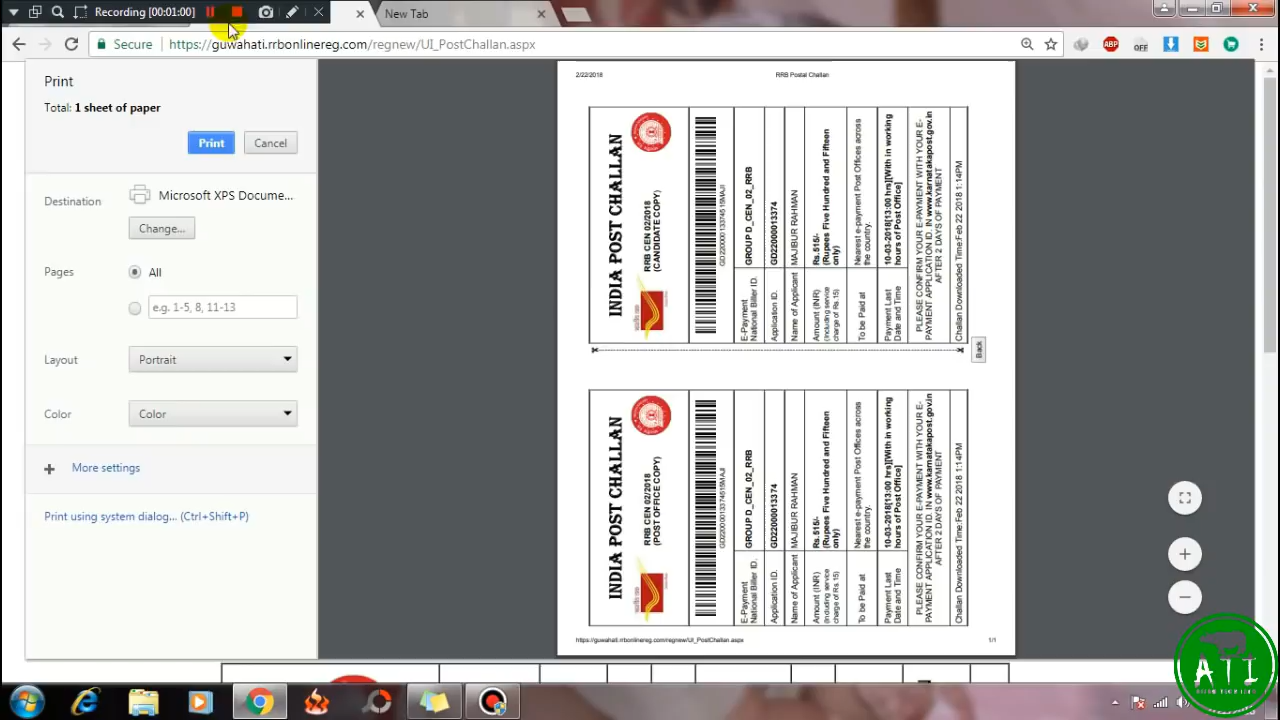 Recording [00:01:00]
New Tab
Secure
https://guwahati.rrbonlinereg.com/regnew/UI_PostChallan.aspx
ABP
OFF
Print
Total: 1 sheet of paper
Print
Cancel
Destination
Microsoft XPS Docume...
Change...
Pages
All
e.g. 1-5, 8, 11-13
Layout
Portrait
Color
Color
More settings
Print using system dialog... (Ctrl+Shift+P)
2/22/2018
RRB Postal Challan
INDIA POST CHALLAN
RRB CEN 02/2018
(CANDIDATE COPY)
E-Payment
National Biller ID.
GROUP D_CEN_02_RRB
Application ID.
GD22000013374
Name of Applicant
MAJIBUR RAHMAN
Amount (INR)
(Including service
charge of Rs.15)
Rs.515/-
(Rupees Five Hundred and Fifteen
only)
To be Paid at
Nearest e-payment Post Offices across
the country.
Payment Last
Date and Time
10-03-2018[13:00 hrs][With in working
hours of Post Office]
PLEASE CONFIRM YOUR E-PAYMENT WITH YOUR E-
PAYMENT APPLICATION ID. IN www.karnatakapost.gov.in
AFTER 2 DAYS OF PAYMENT
Challan Downloaded Time:Feb 22 2018 1:14PM
Back
INDIA POST CHALLAN
RRB CEN 02/2018
(POST OFFICE COPY)
E-Payment
National Biller ID.
GROUP D_CEN_02_RRB
Application ID.
GD22000013374
Name of Applicant
MAJIBUR RAHMAN
Amount (INR)
(Including service
charge of Rs.15)
Rs.515/-
(Rupees Five Hundred and Fifteen
only)
To be Paid at
Nearest e-payment Post Offices across
the country.
Payment Last
Date and Time
10-03-2018[13:00 hrs][With in working
hours of Post Office]
PLEASE CONFIRM YOUR E-PAYMENT WITH YOUR E-
PAYMENT APPLICATION ID. IN www.karnatakapost.gov.in
AFTER 2 DAYS OF PAYMENT
Challan Downloaded Time:Feb 22 2018 1:14PM
https://guwahati.rrbonlinereg.com/regnew/UI_PostChallan.aspx
1/1
ATI